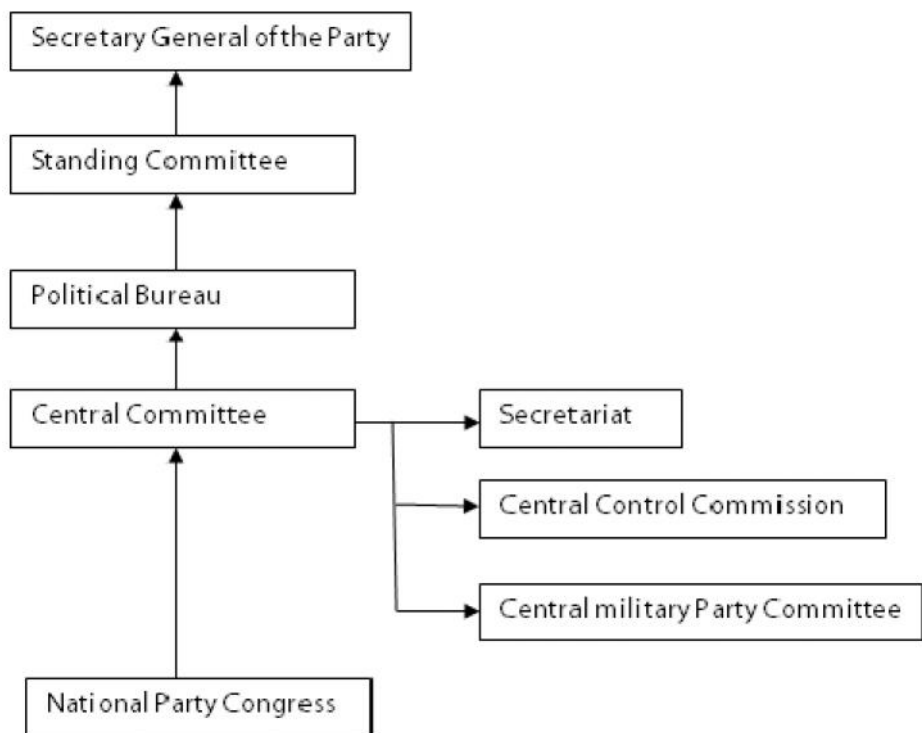 Secretary General of the Party
Standing Committee
Political Bureau
Central Committee
Secretariat
Central Control Commission
Central military Party Committee
National Party Congress